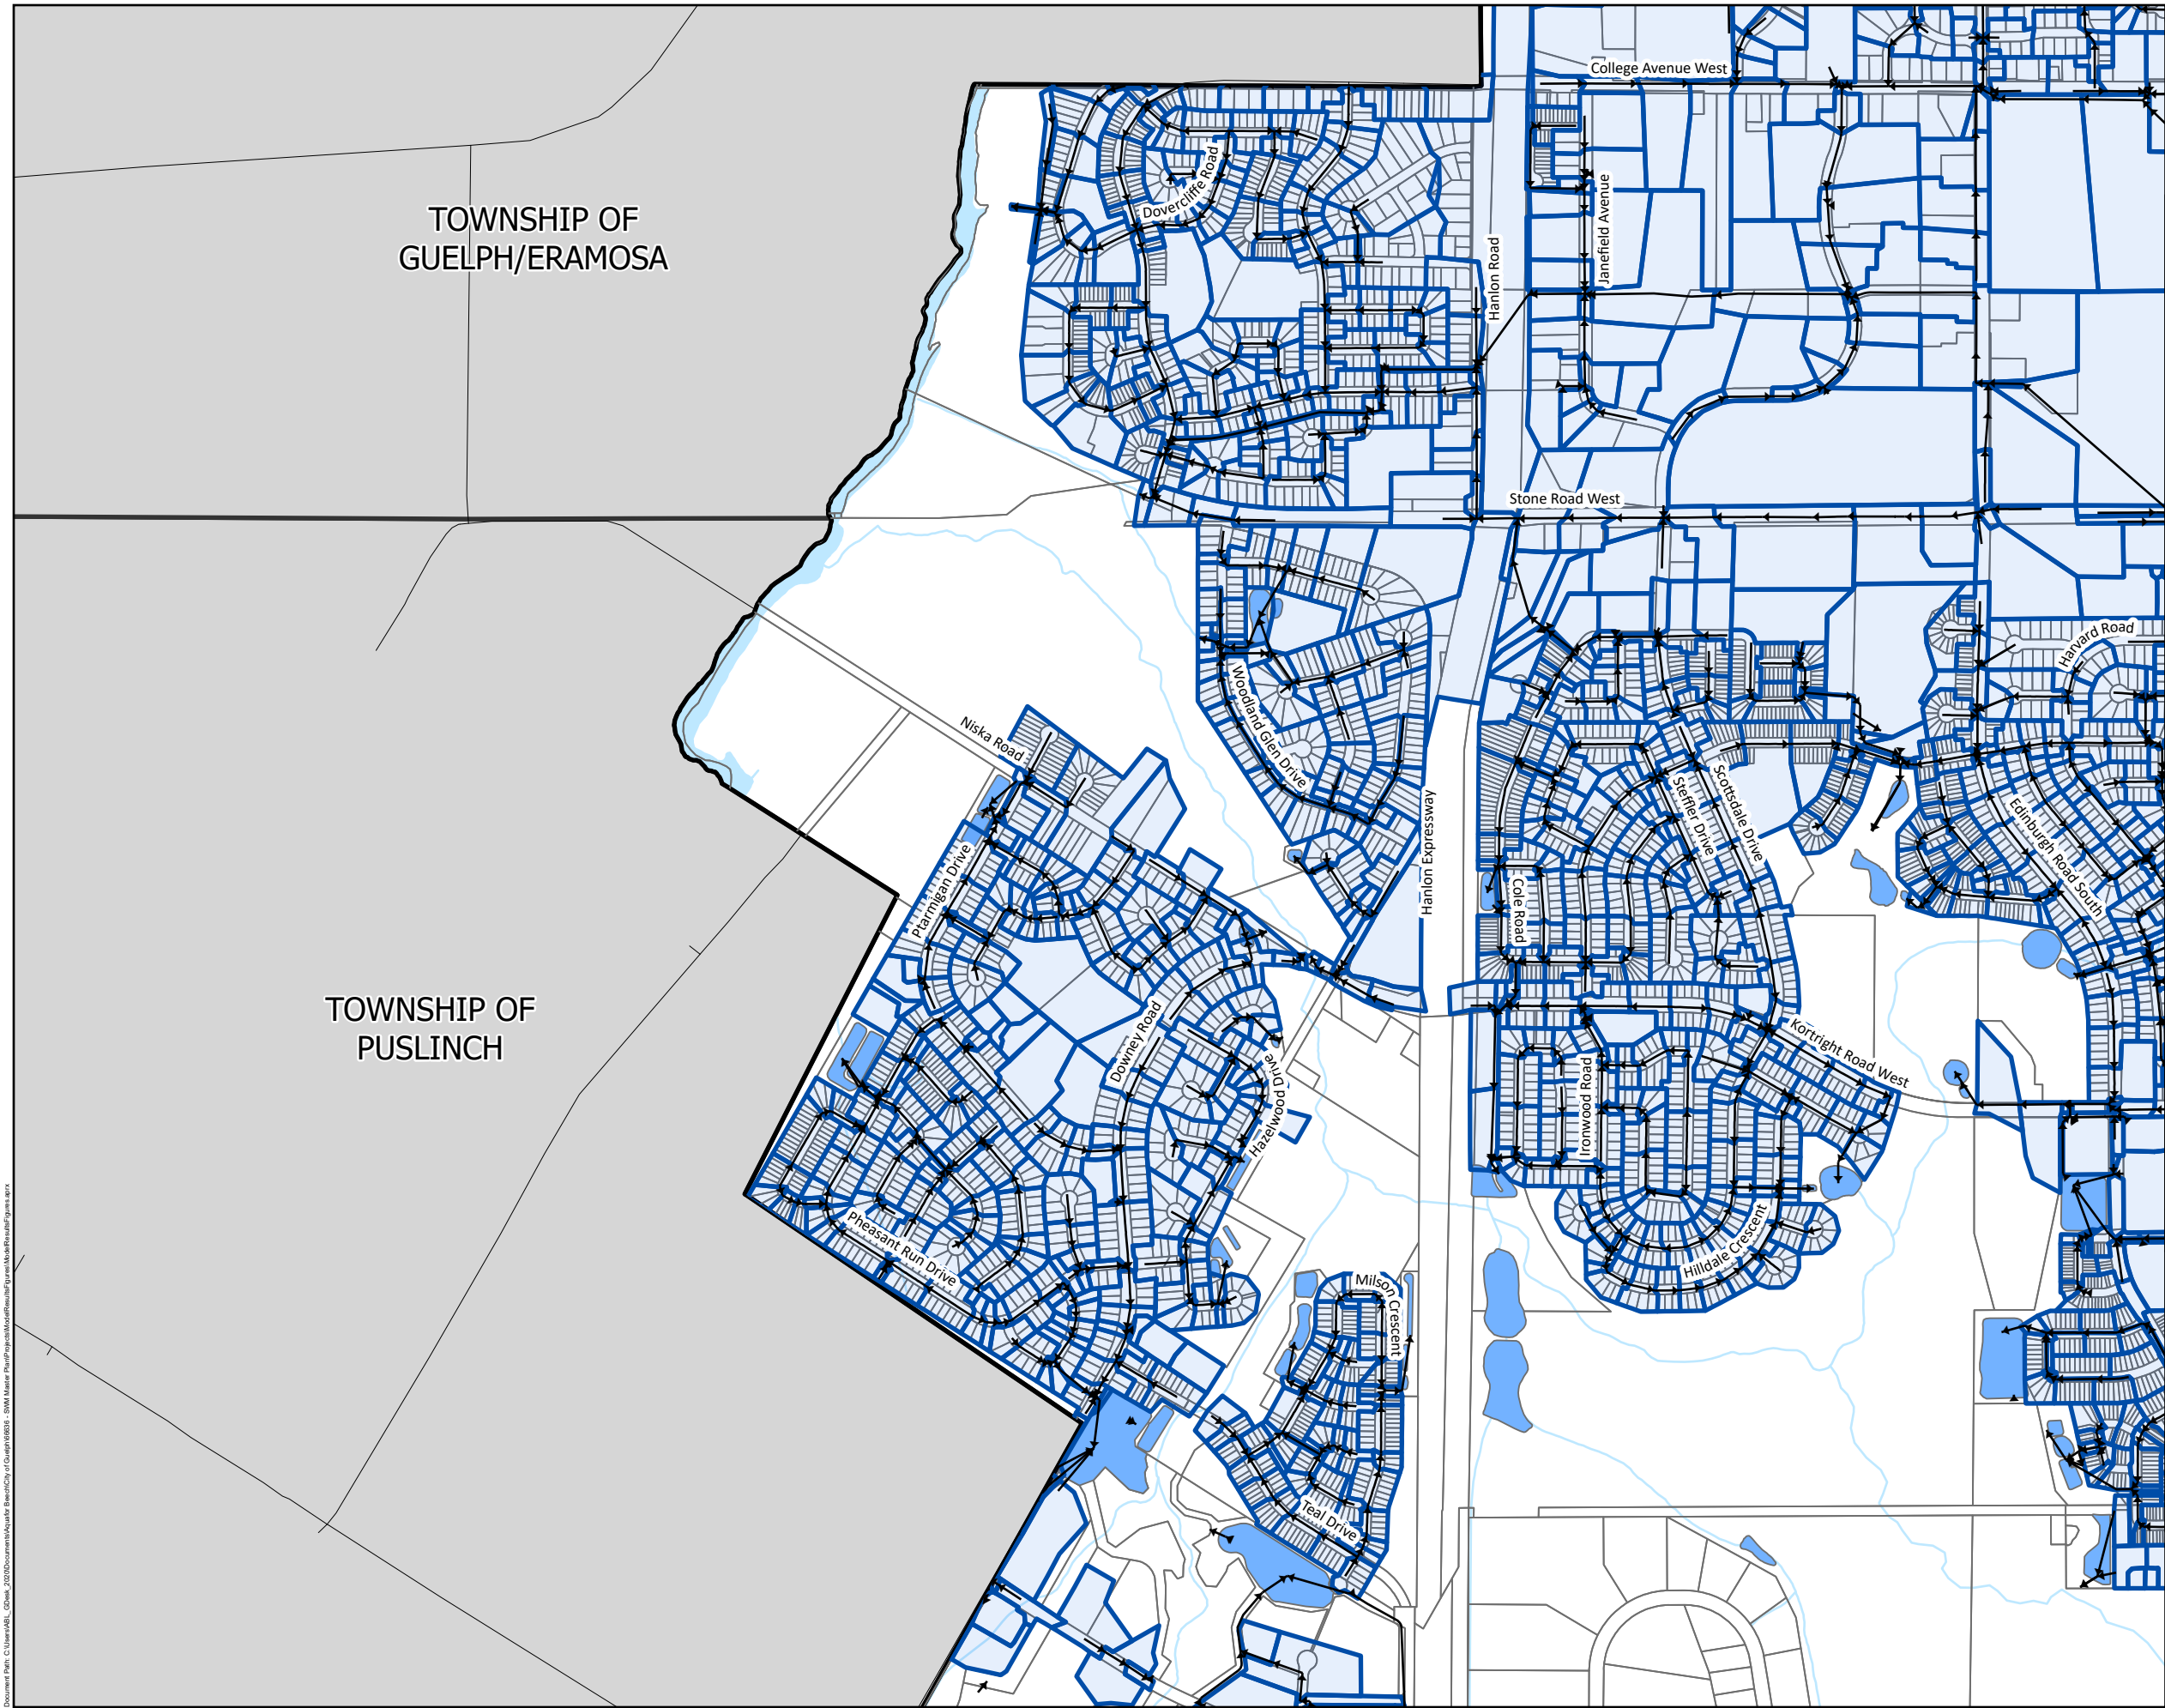 College Avenue West
Dovercliffe Road
Janefield Avenue
TOWNSHIP OF
GUELPH/ERAMOSA
Hanlon Road
Stone Road West
Harvard Road
Woodland Glen Drive
Niska Road
Scottsdale Drive
Steffler Drive
Hanlon Expressway
Edinburgh Road South
Ptarmigan Drive
Cole Road
TOWNSHIP OF
PUSLINCH
Downey Road
Kortright Road West
Hazelwood Drive
Ironwood Road
Pheasant Run Drive
Hilldale Crescent
Milson Crescent
Teal Drive